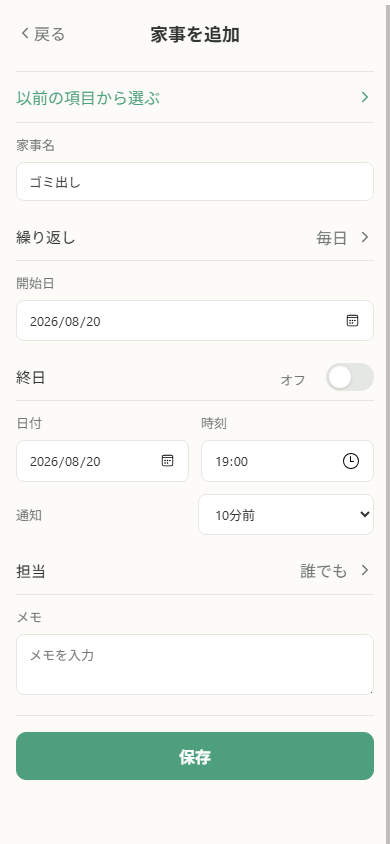 戻る
家事を追加
以前の項目から選ぶ
家事名
ゴミ出し
繰り返し 毎日
開始日
2026/08/20
終日 オフ
日付 時刻
2026/08/20 19:00
通知 10分前
担当 誰でも
メモ
メモを入力
保存